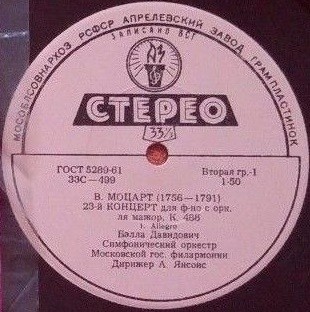 МОСОБЛСОВНАРХОЗ РСФСР АПРЕЛЕВСКИЙ ЗАВОД ГРАМПЛАСТИНОК
ЗАПИСАНО ВСГ
СТЕРЕО
33⅓
ГОСТ 5289-61
33С—499
Вторая гр.-1
1-50
В. МОЦАРТ (1756—1791)
23-й КОНЦЕРТ для ф-но с орк.
ля мажор, К. 488
1. Allegro
Бэлла Давидович
Симфонический оркестр
Московской гос. филармонии
Дирижер А. Янсонс